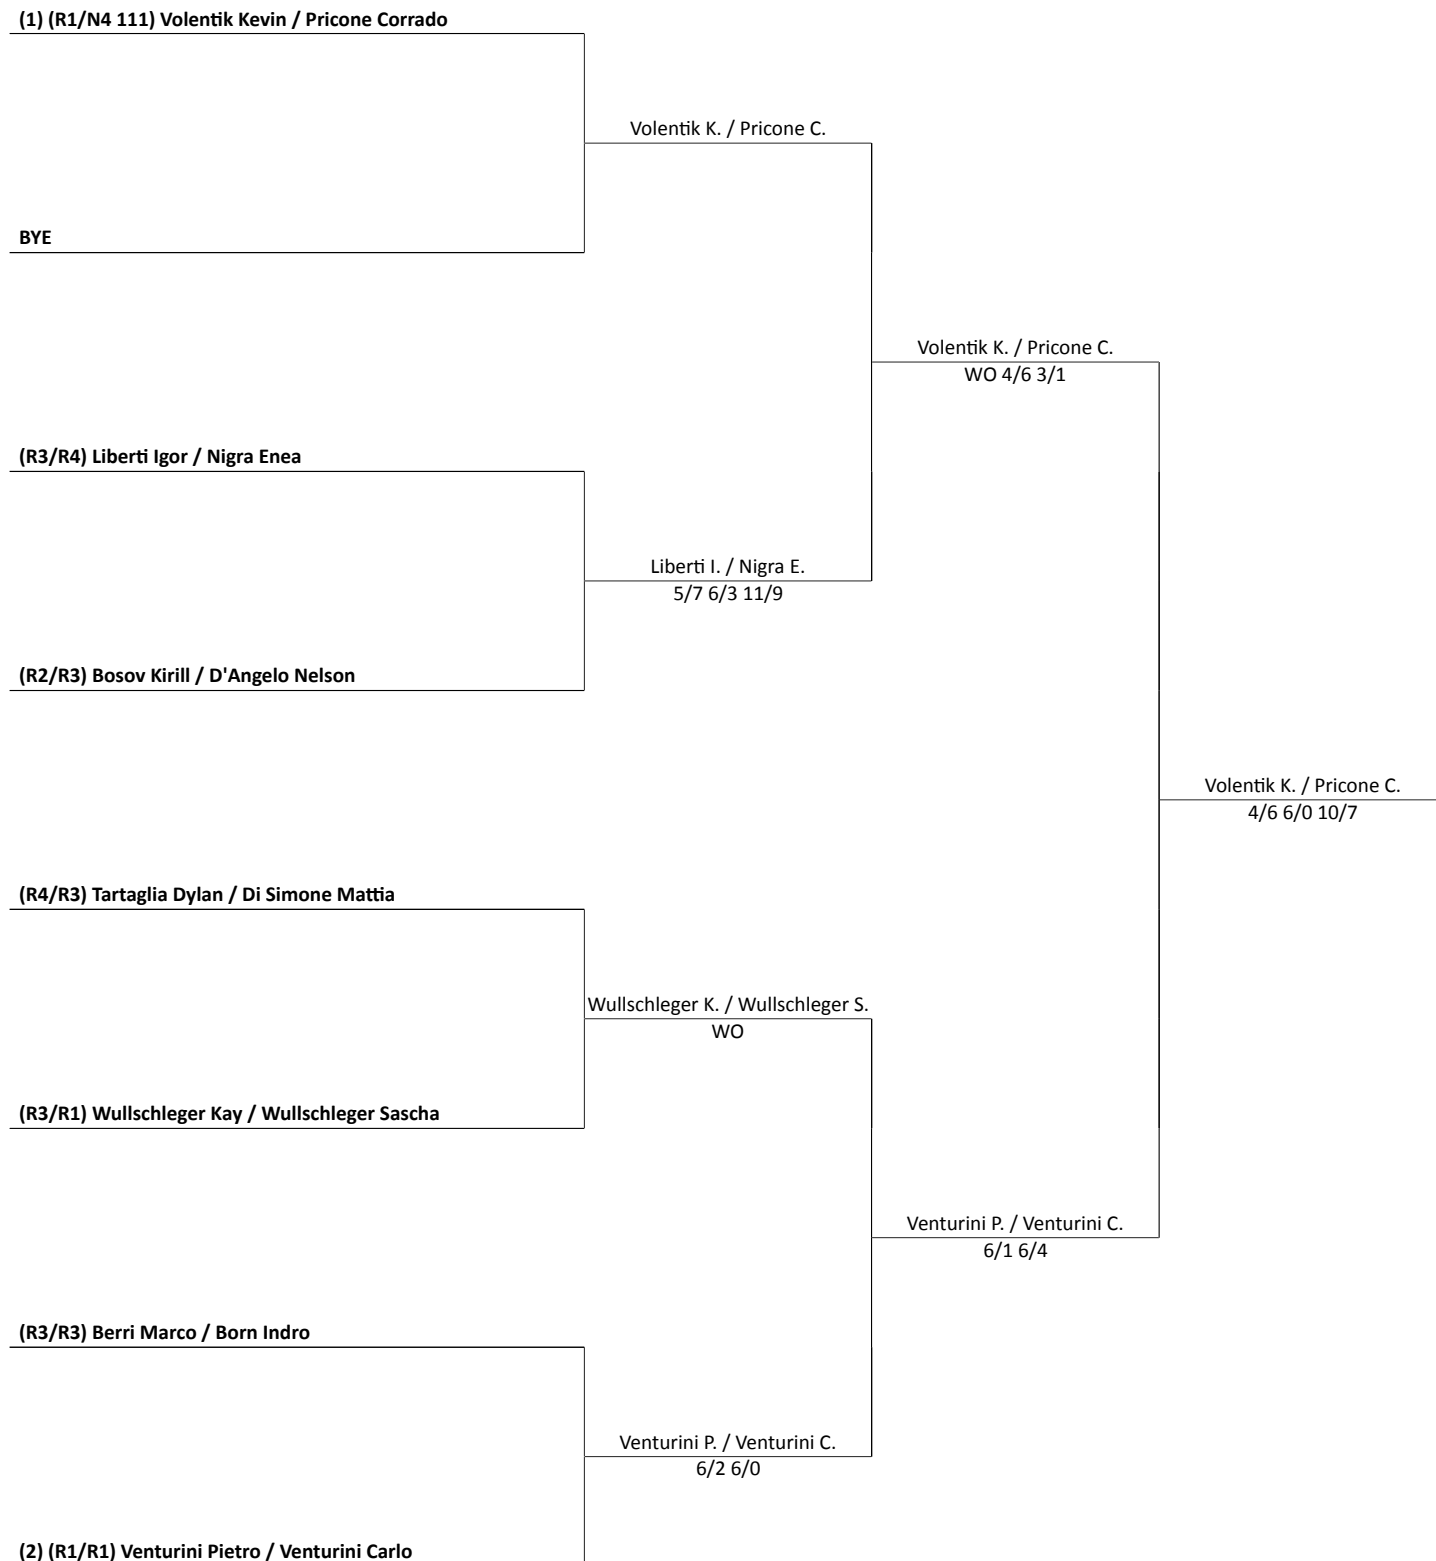 (1) (R1/N4 111) Volentik Kevin / Pricone Corrado
Volentik K. / Pricone C.
BYE
Volentik K. / Pricone C.
WO 4/6 3/1
(R3/R4) Liberti Igor / Nigra Enea
Liberti I. / Nigra E.
5/7 6/3 11/9
(R2/R3) Bosov Kirill / D'Angelo Nelson
Volentik K. / Pricone C.
4/6 6/0 10/7
(R4/R3) Tartaglia Dylan / Di Simone Mattia
Wullschleger K. / Wullschleger S.
WO
(R3/R1) Wullschleger Kay / Wullschleger Sascha
Venturini P. / Venturini C.
6/1 6/4
(R3/R3) Berri Marco / Born Indro
Venturini P. / Venturini C.
6/2 6/0
(2) (R1/R1) Venturini Pietro / Venturini Carlo